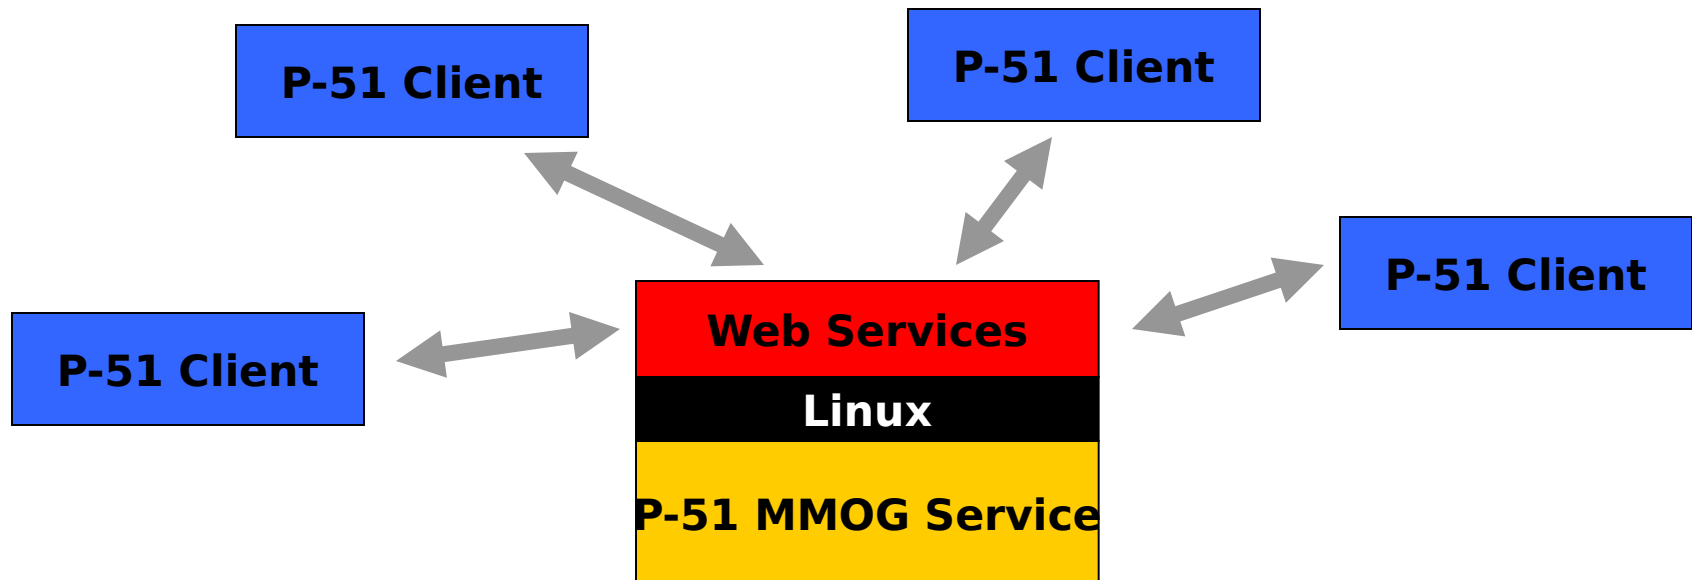 P-51 Client
P-51 Client
P-51 Client
P-51 Client
Web Services
Linux
P-51 MMOG Service